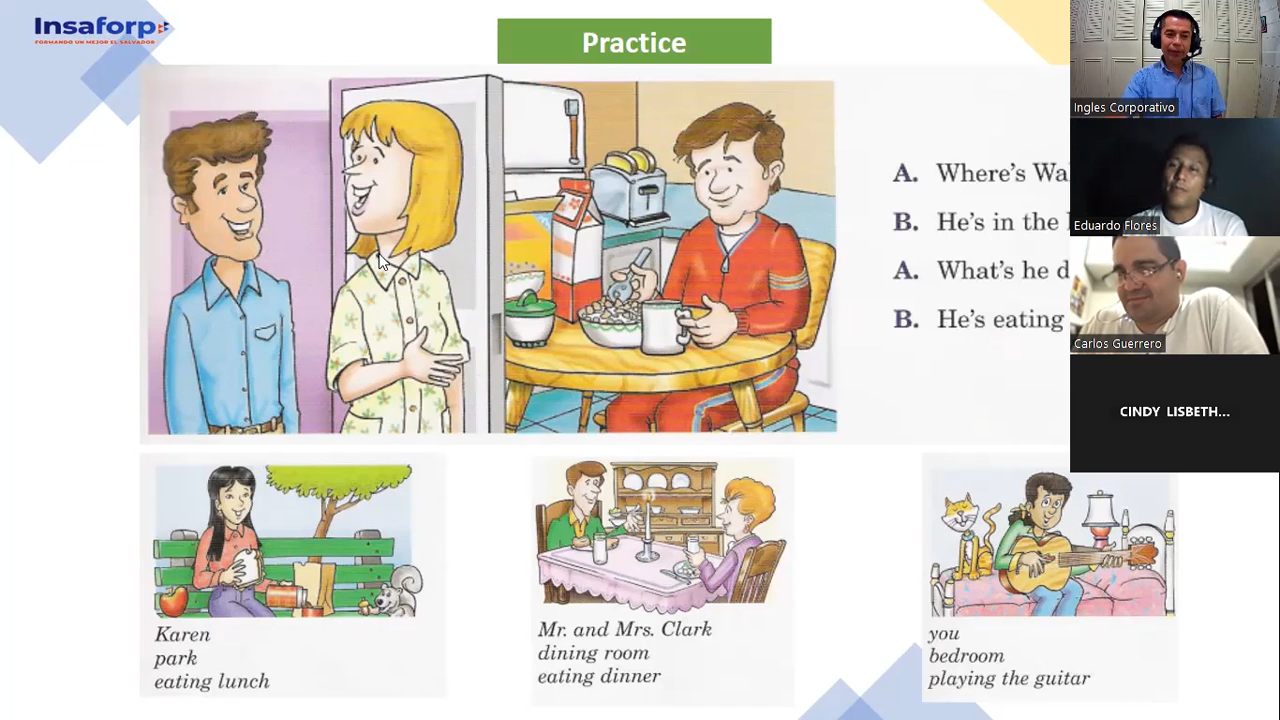 Insaforp
FORMANDO UN MEJOR EL SALVADOR
Practice
A. Where's Wa
B. He's in the
A. What's he d
B. He's eating
Karen
park
eating lunch
Mr. and Mrs. Clark
dining room
eating dinner
you
bedroom
playing the guitar
Ingles Corporativo
Eduardo Flores
Carlos Guerrero
CINDY LISBETH...